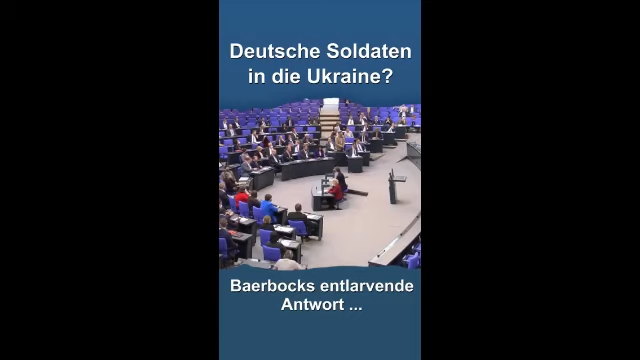 Deutsche Soldaten
in die Ukraine?
Baerbocks entlarvende
Antwort ...